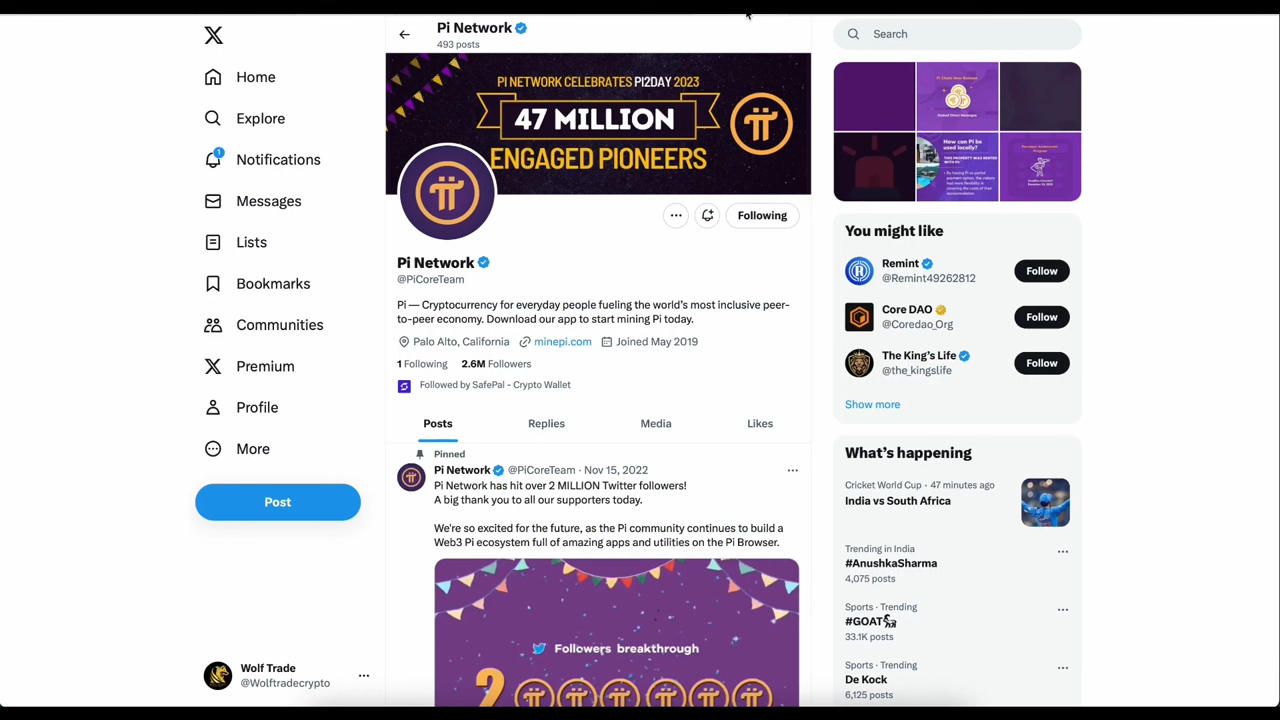 Home
Explore
1
Notifications
Messages
Lists
Bookmarks
Communities
Premium
Profile
More
Post
Wolf Trade
@Wolftradecrypto
Pi Network
493 posts
PI NETWORK CELEBRATES PI2DAY 2023
47 MILLION
ENGAGED PIONEERS
Following
Pi Network
@PiCoreTeam
Pi — Cryptocurrency for everyday people fueling the world's most inclusive peer-
to-peer economy. Download our app to start mining Pi today.
Palo Alto, California minepi.com Joined May 2019
1 Following 2.6M Followers
Followed by SafePal - Crypto Wallet
Posts Replies Media Likes
Pinned
Pi Network @PiCoreTeam · Nov 15, 2022
Pi Network has hit over 2 MILLION Twitter followers!
A big thank you to all our supporters today.
We're so excited for the future, as the Pi community continues to build a
Web3 Pi ecosystem full of amazing apps and utilities on the Pi Browser.
Followers breakthrough
2
Search
How can Pi be
used locally?
You might like
Remint
@Remint49262812
Follow
Core DAO
@Coredao_Org
Follow
The King's Life
@the_kingslife
Follow
Show more
What's happening
Cricket World Cup · 47 minutes ago
India vs South Africa
Trending in India
#AnushkaSharma
4,075 posts
Sports · Trending
#GOAT🐐
33.1K posts
Sports · Trending
De Kock
6,125 posts